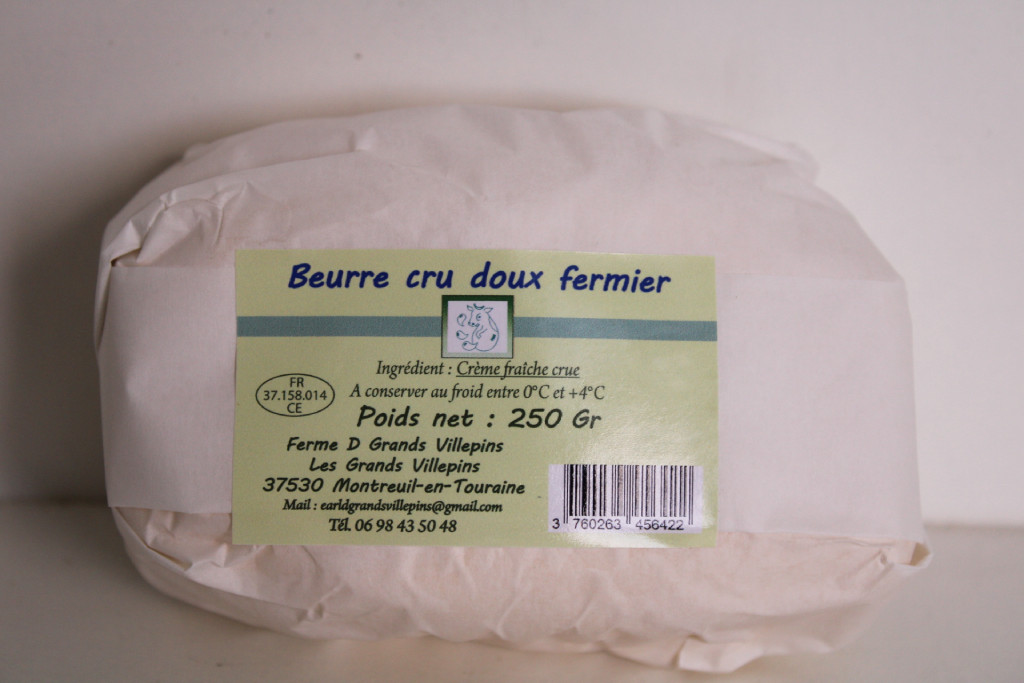 Beurre cru doux fermier
Ingrédient : Crème fraîche crue
A conserver au froid entre 0°C et +4°C
FR
37.158.014
CE
Poids net : 250 Gr
Ferme D Grands Villepins
Les Grands Villepins
37530 Montreuil-en-Touraine
Mail : earldgrandsvillepins@gmail.com
Tél. 06 98 43 50 48
3 760263 456422